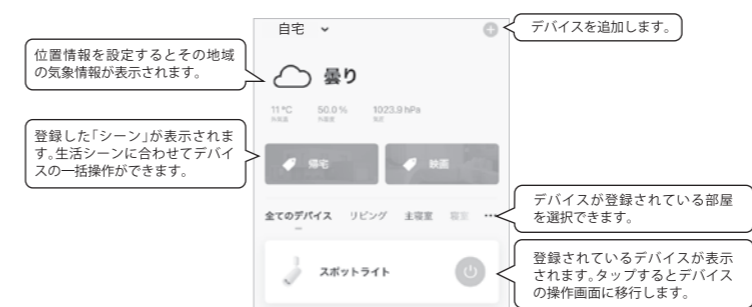 自宅
デバイスを追加します。
位置情報を設定するとその地域
の気象情報が表示されます。
曇り
11℃ 50.0% 1023.9 hPa
登録した「シーン」が表示されま
す。生活シーンに合わせてデバイ
スの一括操作ができます。
帰宅 映画
デバイスが登録されている部屋
を選択できます。
全てのデバイス リビング 主寝室 寝室 •••
スポットライト
登録されているデバイスが表示
されます。タップするとデバイス
の操作画面に移行します。